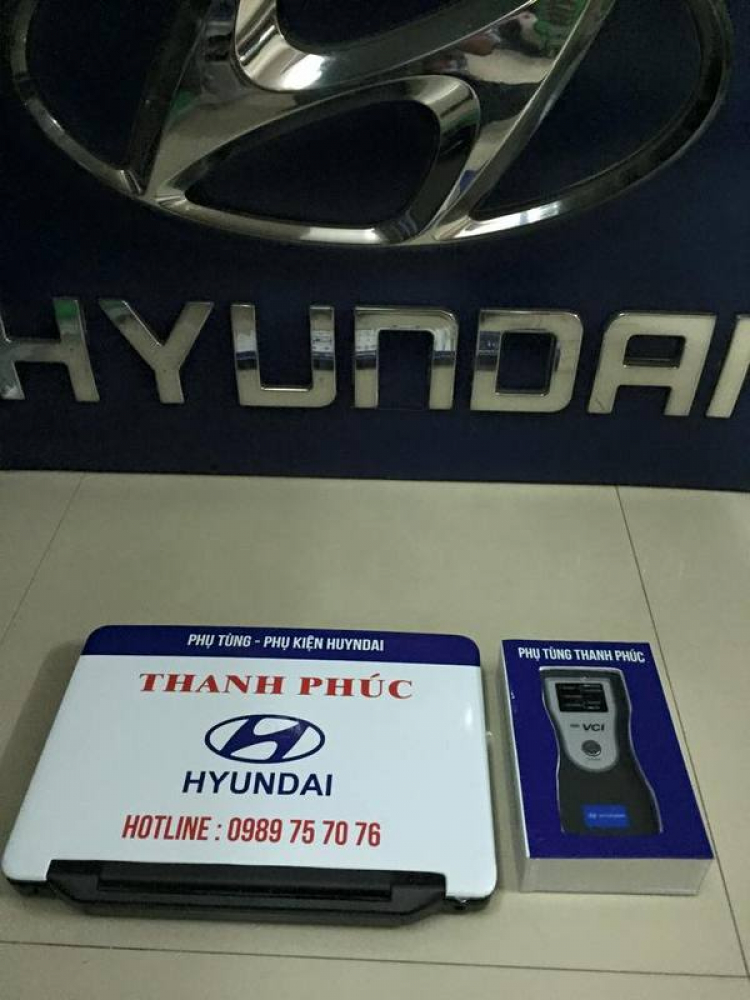 HYUNDAI
PHỤ TÙNG - PHỤ KIỆN HUYNDAI
THANH PHÚC
HYUNDAI
HOTLINE : 0989 75 70 76
PHỤ TÙNG THANH PHÚC
VCI